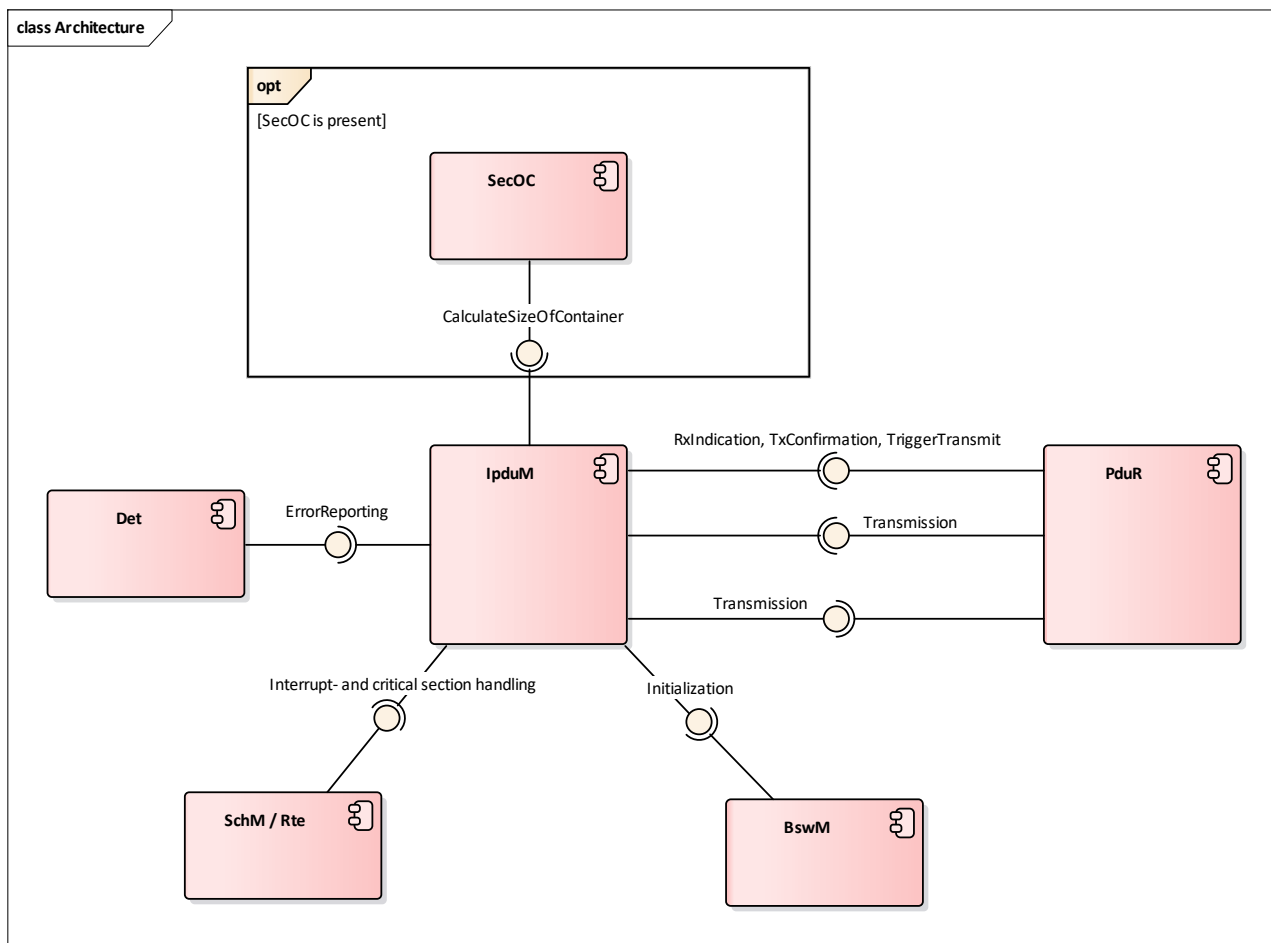 class Architecture
opt
[SecOC is present]
SecOC
CalculateSizeOfContainer
RxIndication, TxConfirmation, TriggerTransmit
IpduM
PduR
Det
ErrorReporting
Transmission
Transmission
Interrupt- and critical section handling
Initialization
SchM / Rte
BswM